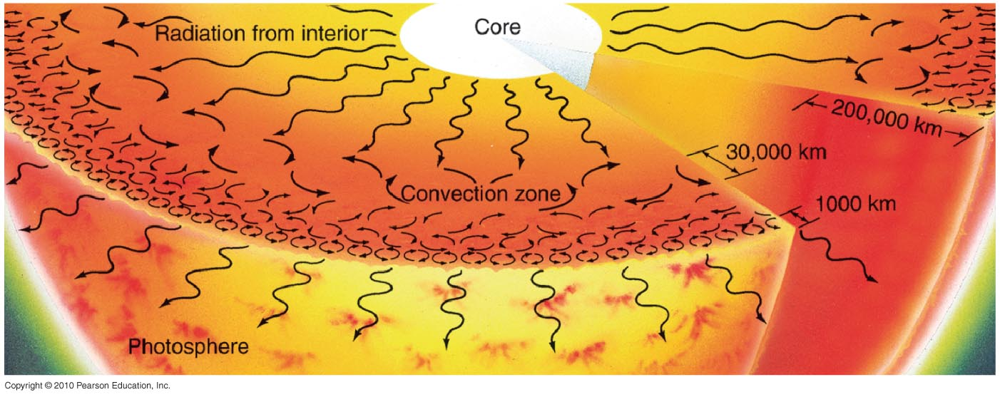 Core
Radiation from interior
200,000 km
30,000 km
Convection zone
1000 km
Photosphere
Copyright © 2010 Pearson Education, Inc.